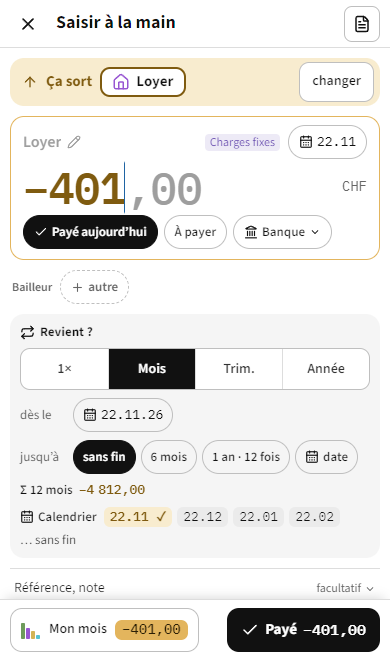 Saisir à la main
Ça sort Loyer changer
Loyer Charges fixes 22.11
−401,00 CHF
Payé aujourd'hui À payer Banque
Bailleur + autre
Revient ?
1× Mois Trim. Année
dès le 22.11.26
jusqu'à sans fin 6 mois 1 an · 12 fois date
Σ 12 mois −4 812,00
Calendrier 22.11 ✓ 22.12 22.01 22.02
… sans fin
Référence, note facultatif
Mon mois −401,00 Payé −401,00